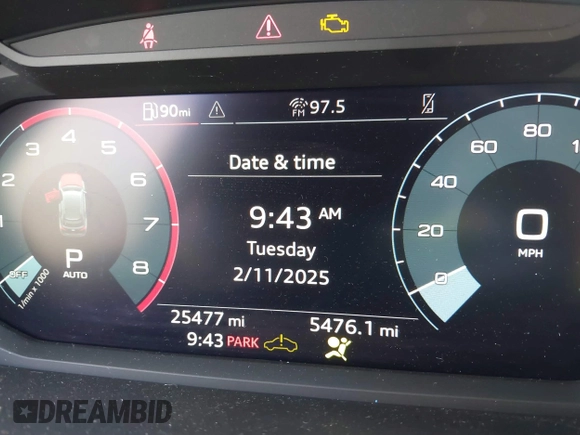 90mi
FM 97.5
Date & time
9:43 AM
Tuesday
2/11/2025
1 2 3 4 5 6 7 8
OFF
1/min x 1000
P
AUTO
0 20 40 60 80
0
MPH
25477 mi
5476.1 mi
9:43 PARK
DREAMBID